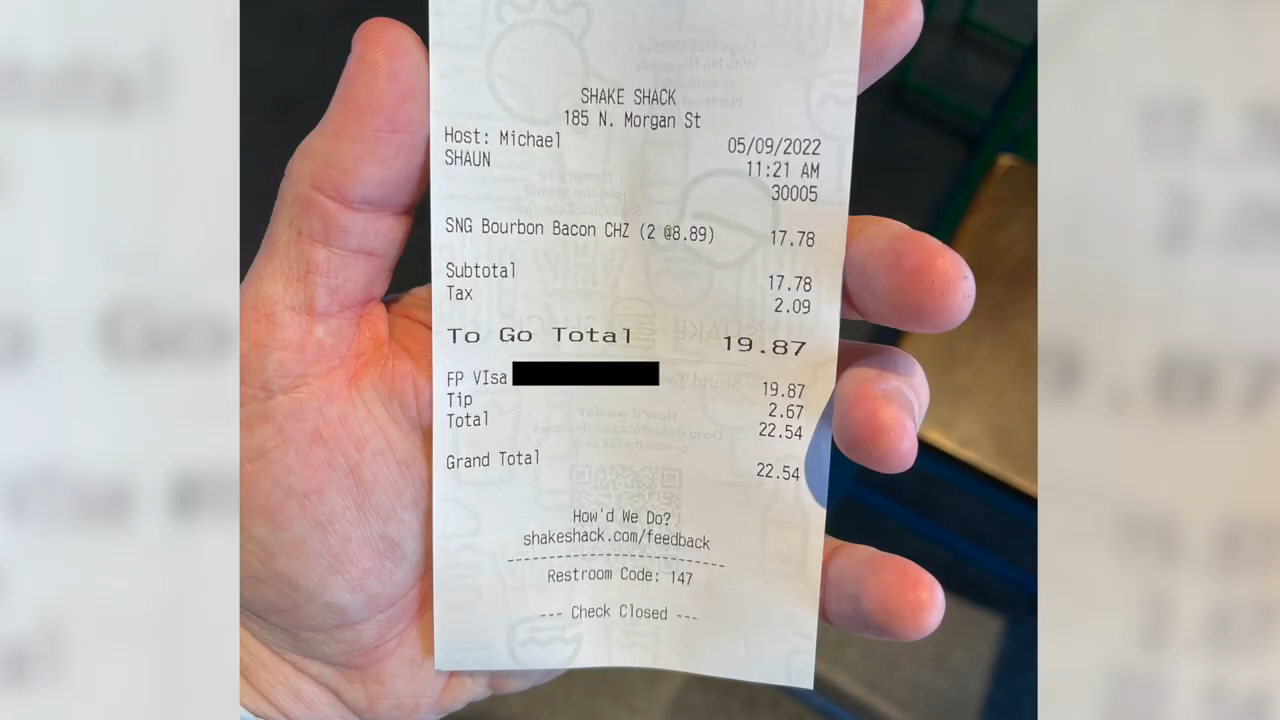 SHAKE SHACK
185 N. Morgan St
Host: Michael 05/09/2022
SHAUN 11:21 AM
30005
SNG Bourbon Bacon CHZ (2 @8.89) 17.78
Subtotal 17.78
Tax 2.09
To Go Total 19.87
FP VIsa 19.87
Tip 2.67
Total 22.54
Grand Total 22.54
How'd We Do?
shakeshack.com/feedback
Restroom Code: 147
--- Check Closed ---